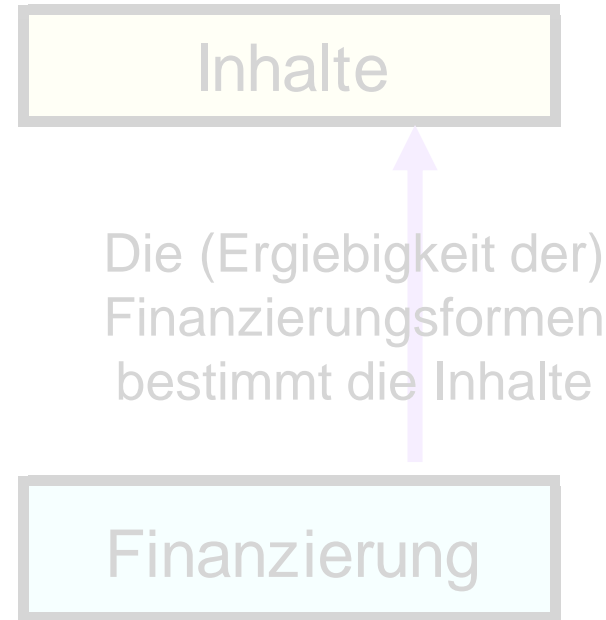 Inhalte
Die (Ergiebigkeit der)
Finanzierungsformen
bestimmt die Inhalte
Finanzierung